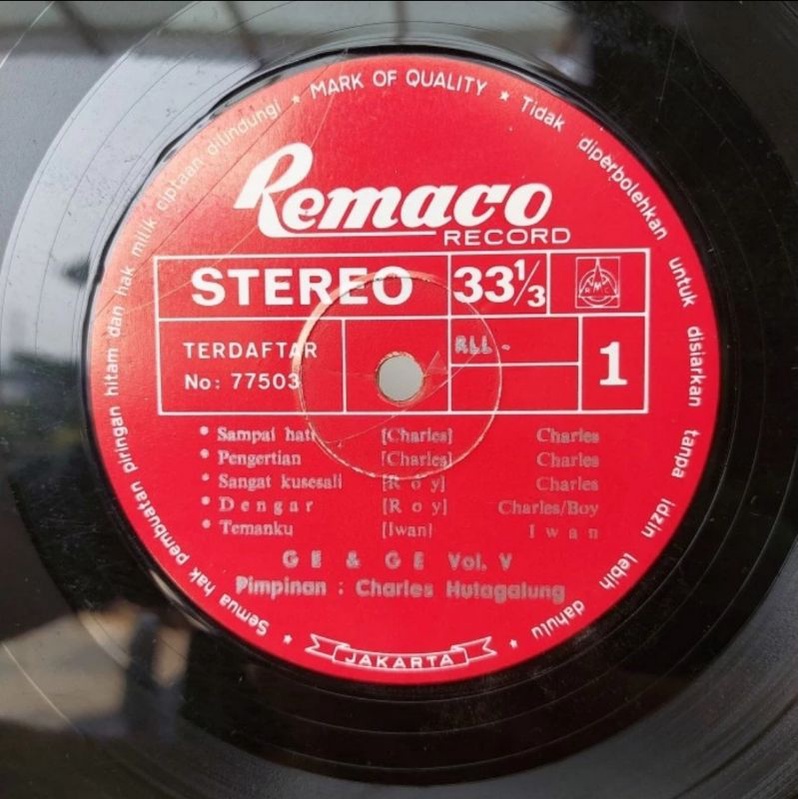 Semua hak pembuatan piringan hitam dan hak milik ciptaan dilindungi * MARK OF QUALITY * Tidak diperbolehkan untuk disiarkan tanpa idzin lebih dahulu *
Remaco
RECORD
STEREO 33 1/3
TERDAFTAR
No: 77503
RLL - 1
* Sampai hati [Charles] Charles
* Pengertian [Charles] Charles
* Sangat kusesali [R o y] Charles
* D e n g a r [R o y] Charles/Boy
* Temanku [Iwan] I w a n
G E & G E Vol. V
Pimpinan : Charles Hutagalung
JAKARTA